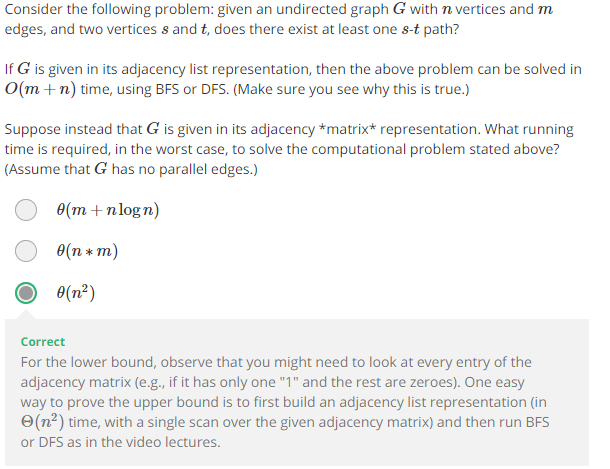 Consider the following problem: given an undirected graph G with n vertices and m
edges, and two vertices s and t, does there exist at least one s-t path?
If G is given in its adjacency list representation, then the above problem can be solved in
O(m + n) time, using BFS or DFS. (Make sure you see why this is true.)
Suppose instead that G is given in its adjacency *matrix* representation. What running
time is required, in the worst case, to solve the computational problem stated above?
(Assume that G has no parallel edges.)
θ(m + n log n)
θ(n ∗ m)
θ(n²)
Correct
For the lower bound, observe that you might need to look at every entry of the
adjacency matrix (e.g., if it has only one "1" and the rest are zeroes). One easy
way to prove the upper bound is to first build an adjacency list representation (in
Θ(n²) time, with a single scan over the given adjacency matrix) and then run BFS
or DFS as in the video lectures.